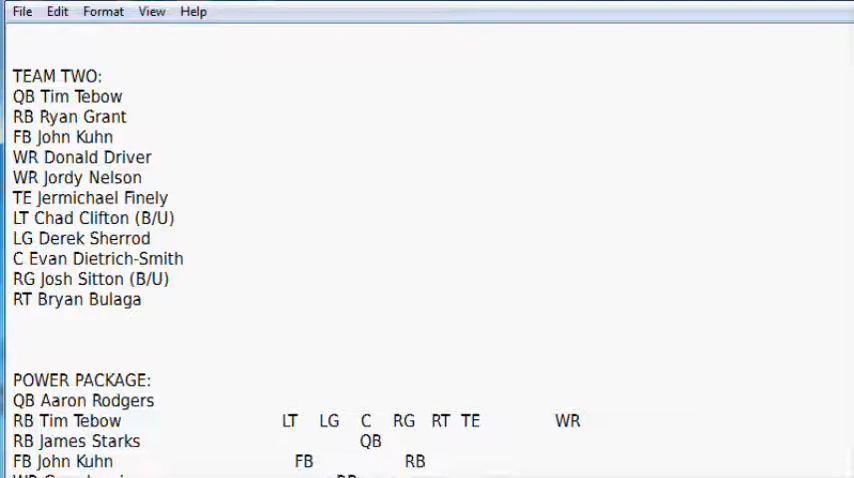 File Edit Format View Help
TEAM TWO:
QB Tim Tebow
RB Ryan Grant
FB John Kuhn
WR Donald Driver
WR Jordy Nelson
TE Jermichael Finely
LT Chad Clifton (B/U)
LG Derek Sherrod
C Evan Dietrich-Smith
RG Josh Sitton (B/U)
RT Bryan Bulaga
POWER PACKAGE:
QB Aaron Rodgers
RB Tim Tebow LT LG C RG RT TE WR
RB James Starks QB
FB John Kuhn FB RB